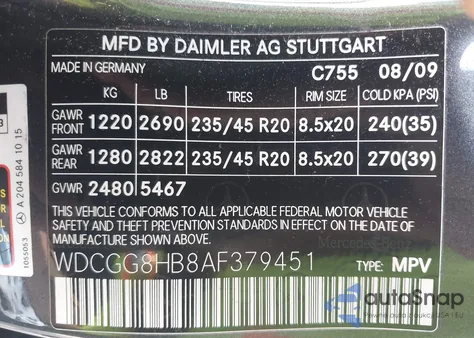 MFD BY DAIMLER AG STUTTGART
MADE IN GERMANY C755 08/09
KG LB TIRES RIM SIZE COLD KPA (PSI)
GAWR FRONT 1220 2690 235/45 R20 8.5x20 240(35)
GAWR REAR 1280 2822 235/45 R20 8.5x20 270(39)
GVWR 2480 5467
THIS VEHICLE CONFORMS TO ALL APPLICABLE FEDERAL MOTOR VEHICLE
SAFETY AND THEFT PREVENTION STANDARDS IN EFFECT ON THE DATE
OF MANUFACTURE SHOWN ABOVE.
Mercedes-Benz
WDCGG8HB8AF379451 TYPE: MPV
A 204 584 10 15
1055053
autoSnap